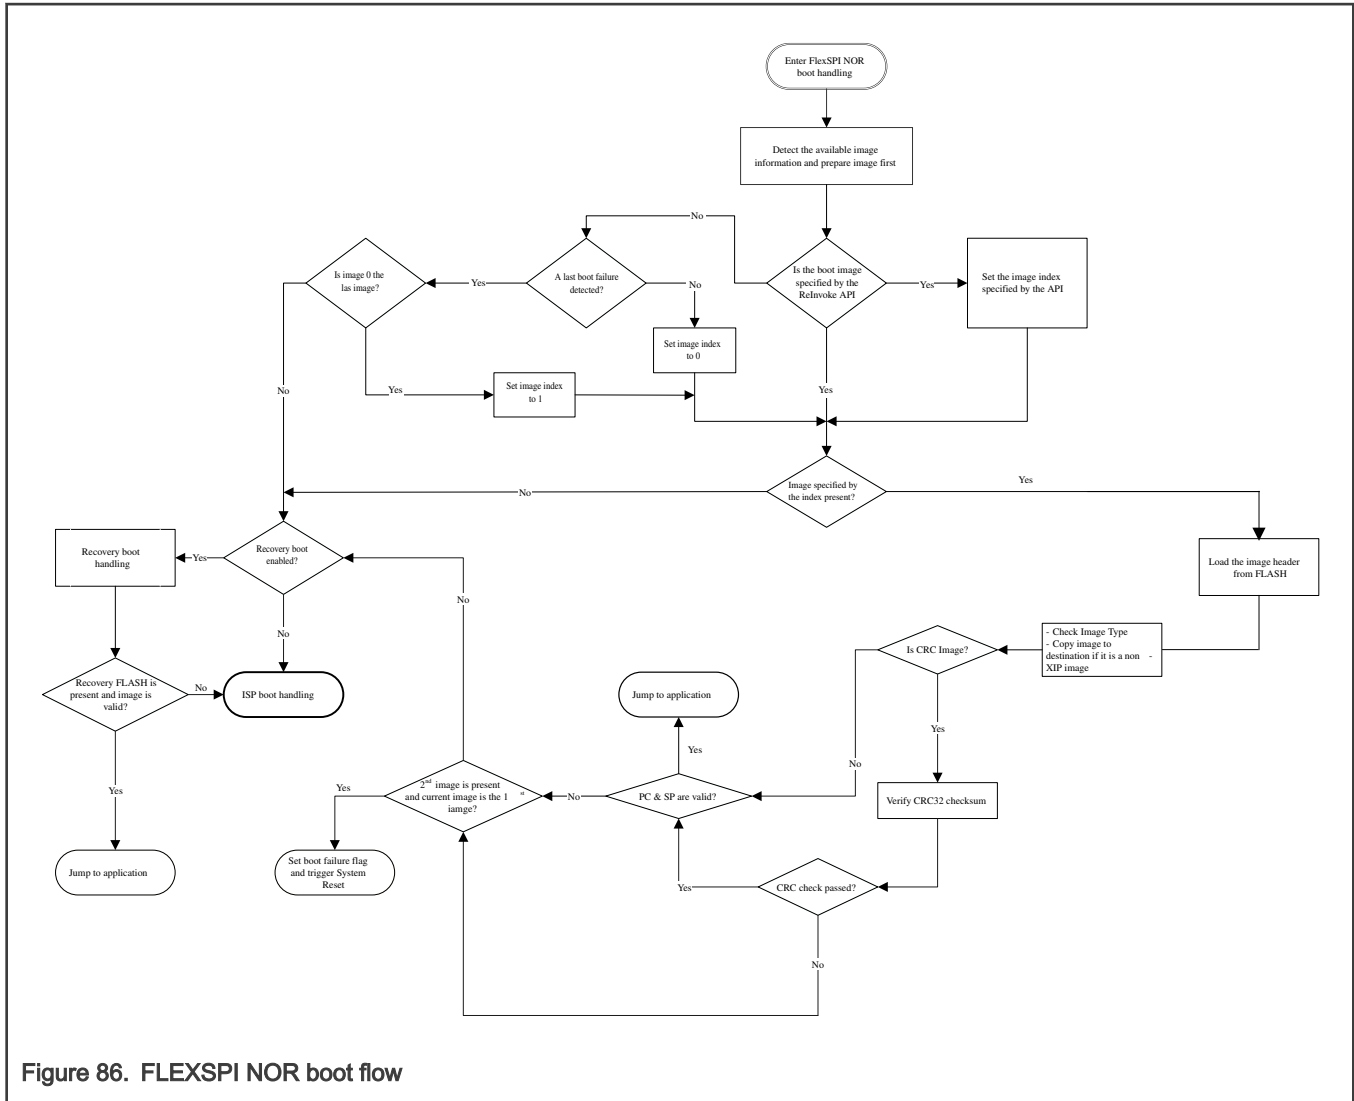 Enter FlexSPI NOR
boot handling
Detect the available image
information and prepare image first
No
Is image 0 the
las image?
Yes
A last boot failure
detected?
No
Is the boot image
specified by the
ReInvoke API
Yes
Set the image index
specified by the API
Set image index
to 0
No
Yes
Set image index
to 1
Yes
Image specified by
the index present?
Yes
No
Recovery boot
handling
Yes
Recovery boot
enabled?
Load the image header
from FLASH
No
No
Is CRC Image?
- Check Image Type
- Copy image to
destination if it is a non -
XIP image
Recovery FLASH is
present and image is
valid?
No
ISP boot handling
Jump to application
Yes
Yes
No
Yes
Yes
2nd image is present
and current image is the 1 st
iamge?
No
PC & SP are valid?
Verify CRC32 checksum
Jump to application
Set boot failure flag
and trigger System
Reset
Yes
CRC check passed?
No
Figure 86. FLEXSPI NOR boot flow